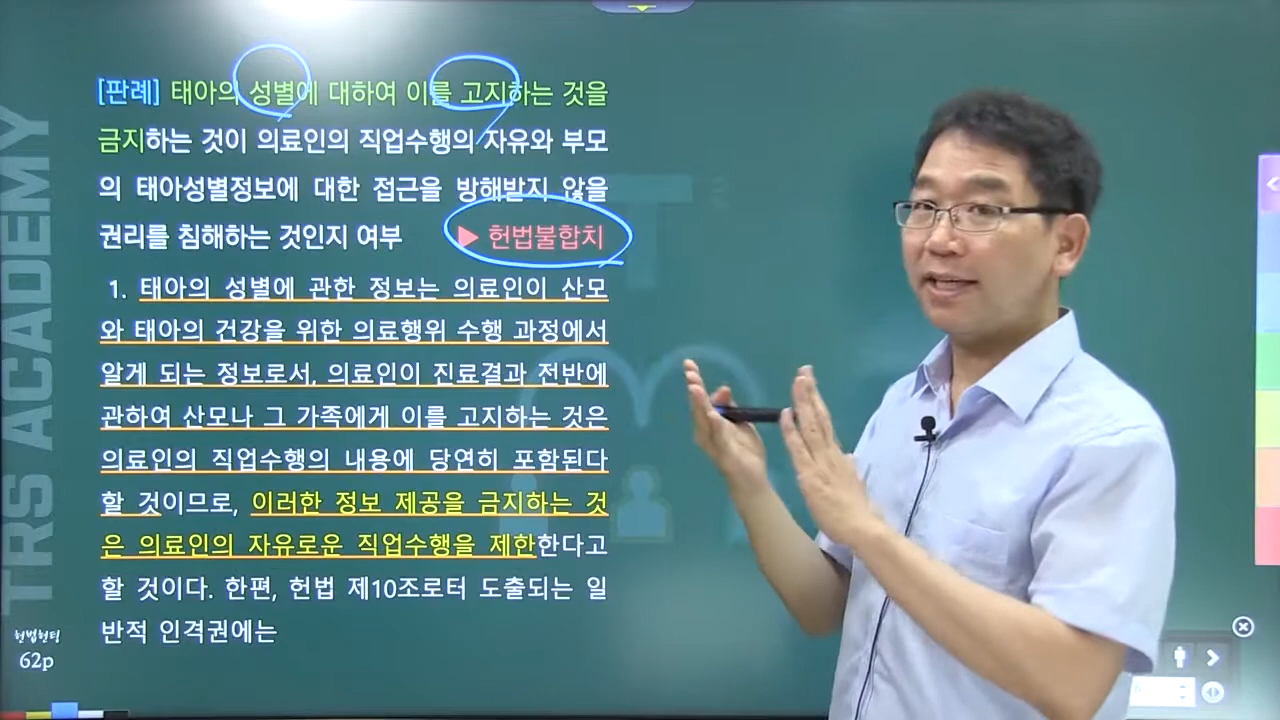 [판례] 태아의 성별에 대하여 이를 고지하는 것을
금지하는 것이 의료인의 직업수행의 자유와 부모
의 태아성별정보에 대한 접근을 방해받지 않을
권리를 침해하는 것인지 여부 ▶ 헌법불합치
1. 태아의 성별에 관한 정보는 의료인이 산모
와 태아의 건강을 위한 의료행위 수행 과정에서
알게 되는 정보로서, 의료인이 진료결과 전반에
관하여 산모나 그 가족에게 이를 고지하는 것은
의료인의 직업수행의 내용에 당연히 포함된다
할 것이므로, 이러한 정보 제공을 금지하는 것
은 의료인의 자유로운 직업수행을 제한한다고
할 것이다. 한편, 헌법 제10조로터 도출되는 일
반적 인격권에는
TRS ACADEMY
헌법헌팅
62p